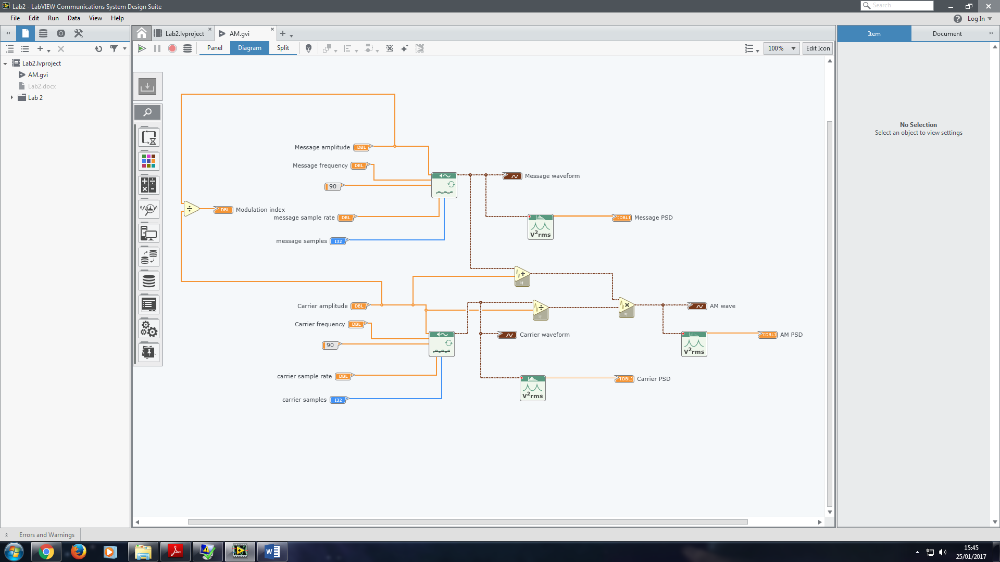 Lab2 - LabVIEW Communications System Design Suite
Search
File Edit Run Data View Help
Log In
Lab2.lvproject
AM.gvi
Item
Document
Panel
Diagram
Split
100%
Edit Icon
Lab2.lvproject
AM.gvi
Lab2.docx
Lab 2
No Selection
Select an object to view settings
Message amplitude DBL
Message frequency DBL
90
Message waveform
DBL Modulation index
message sample rate DBL
[DBL] Message PSD
V²rms
message samples I32
Carrier amplitude DBL
AM wave
Carrier frequency DBL
90
Carrier waveform
[DBL] AM PSD
V²rms
carrier sample rate DBL
[DBL] Carrier PSD
V²rms
carrier samples I32
Errors and Warnings
15:45
25/01/2017